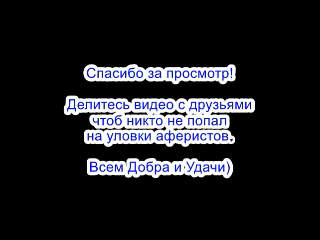 Спасибо за просмотр!
Делитесь видео с друзьями
чтоб никто не попал
на уловки аферистов.
Всем Добра и Удачи)